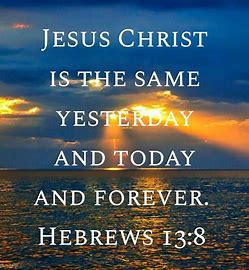 Jesus Christ
is the same
yesterday
and today
and forever.
Hebrews 13:8